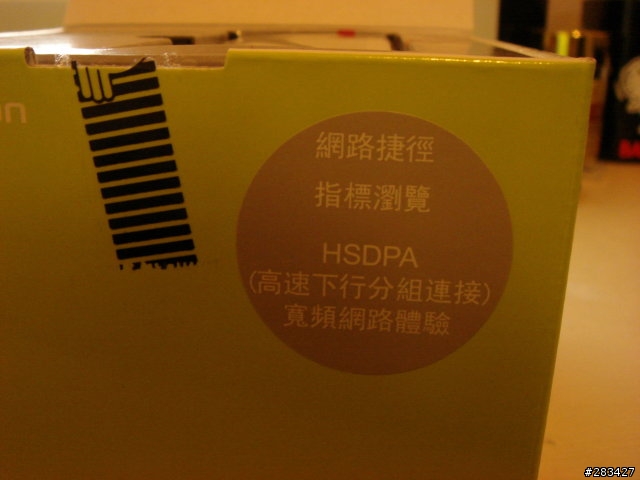 網路捷徑
指標瀏覽
HSDPA
(高速下行分組連接)
寬頻網路體驗
#283427